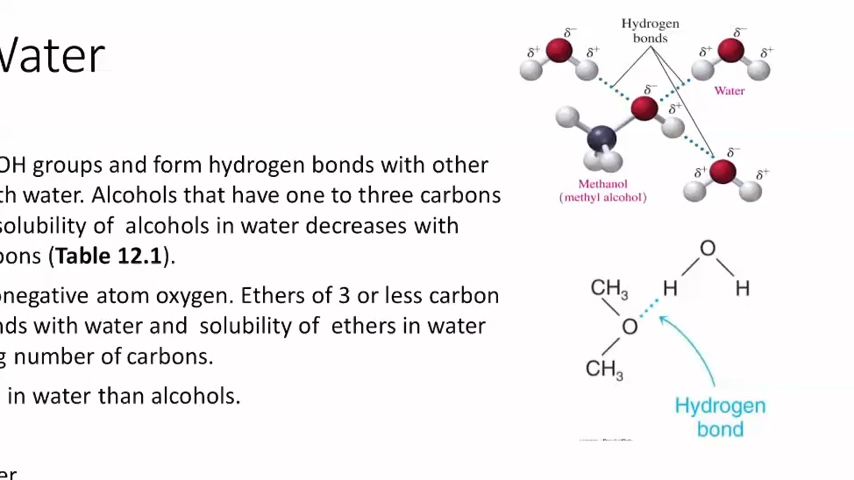 Water
OH groups and form hydrogen bonds with other
th water. Alcohols that have one to three carbons
solubility of alcohols in water decreases with
bons (Table 12.1).
onegative atom oxygen. Ethers of 3 or less carbon
nds with water and solubility of ethers in water
g number of carbons.
in water than alcohols.
er
Hydrogen
bonds
δ⁻
δ⁺
δ⁺
δ⁻
δ⁺
δ⁺
Water
δ⁻
δ⁺
δ⁻
δ⁺
δ⁺
Methanol
(methyl alcohol)
O
H
H
CH₃
O
CH₃
Hydrogen
bond